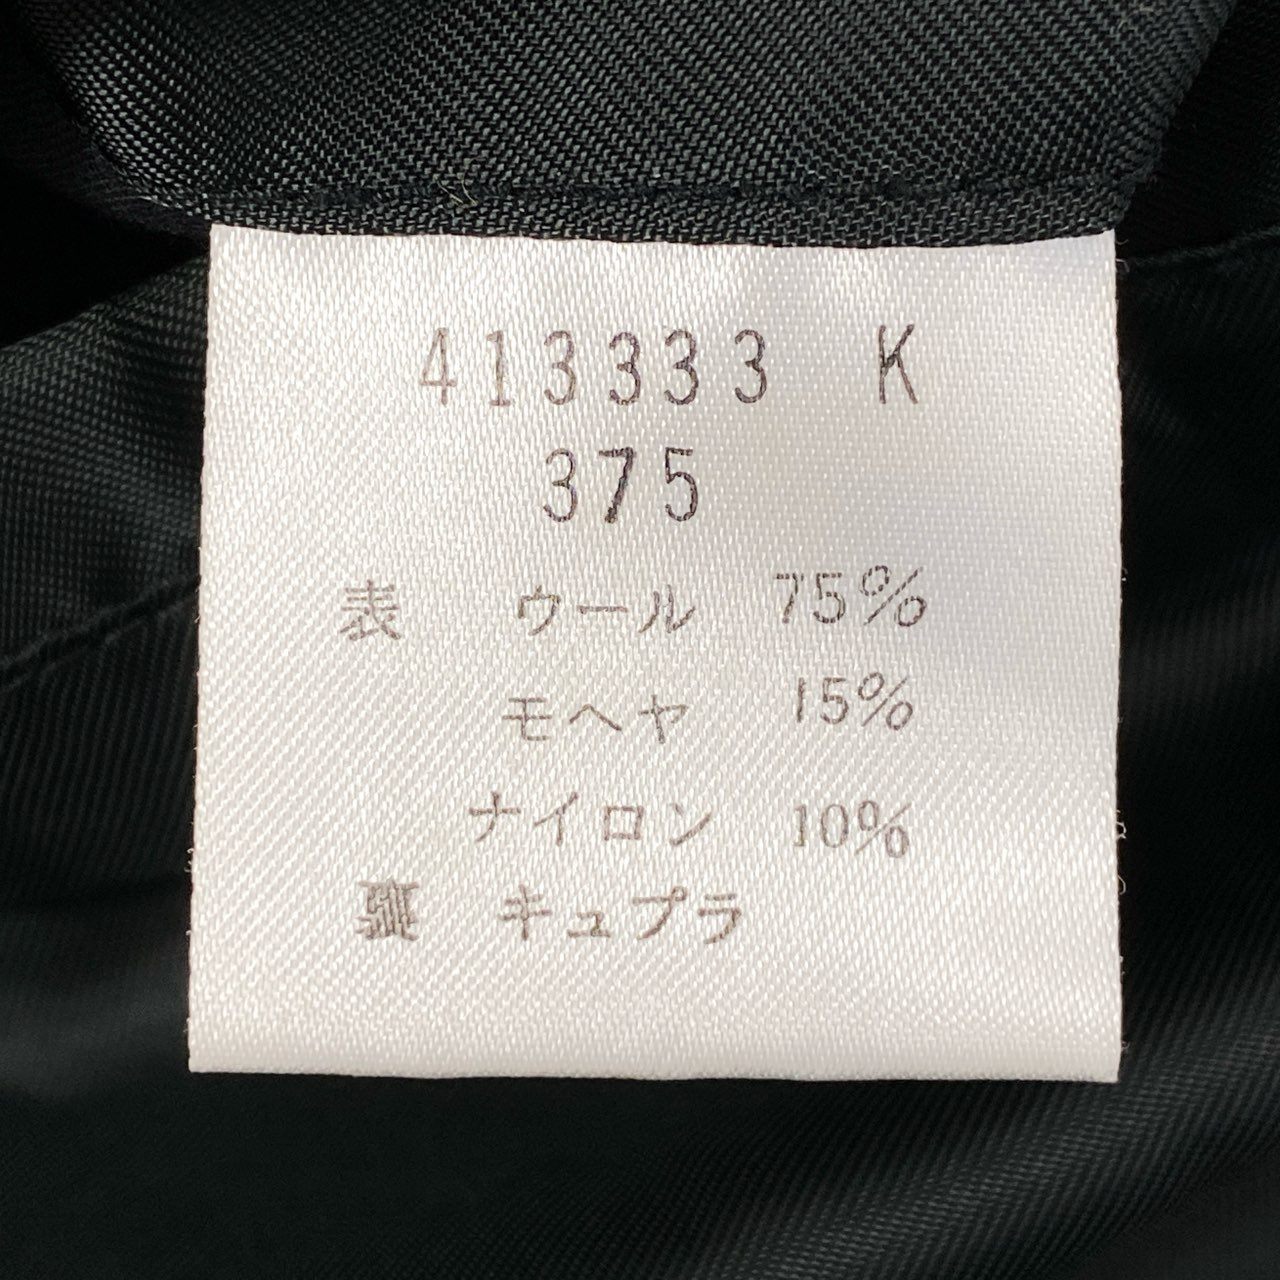 413333 K
375
表 ウール 75%
モヘヤ 15%
ナイロン 10%
裏 キュプラ